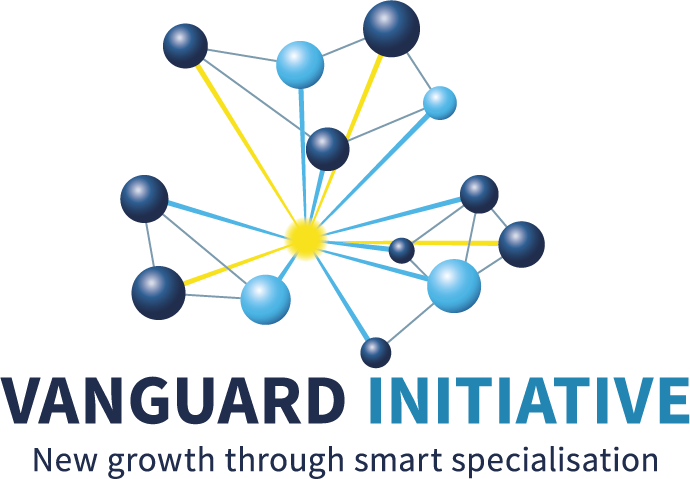 VANGUARD INITIATIVE
New growth through smart specialisation